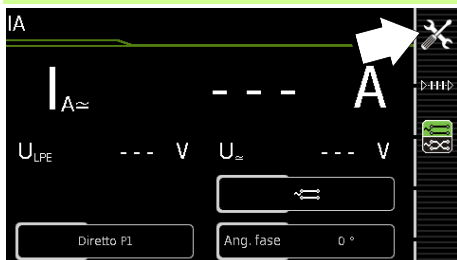 IA
IA≃ --- A
ULPE --- V U≃ --- V
Diretto P1 Ang. fase 0 °